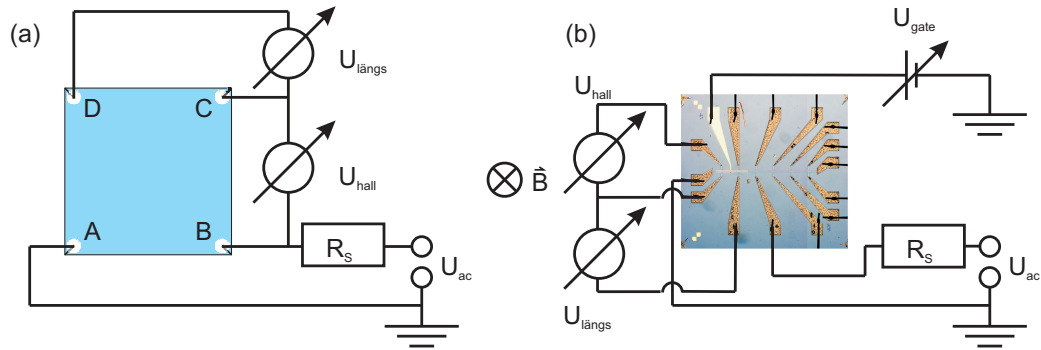 (a)
U längs
D
C
U hall
A
B
R S
U ac
(b)
U gate
U hall
B
R S
U ac
U längs